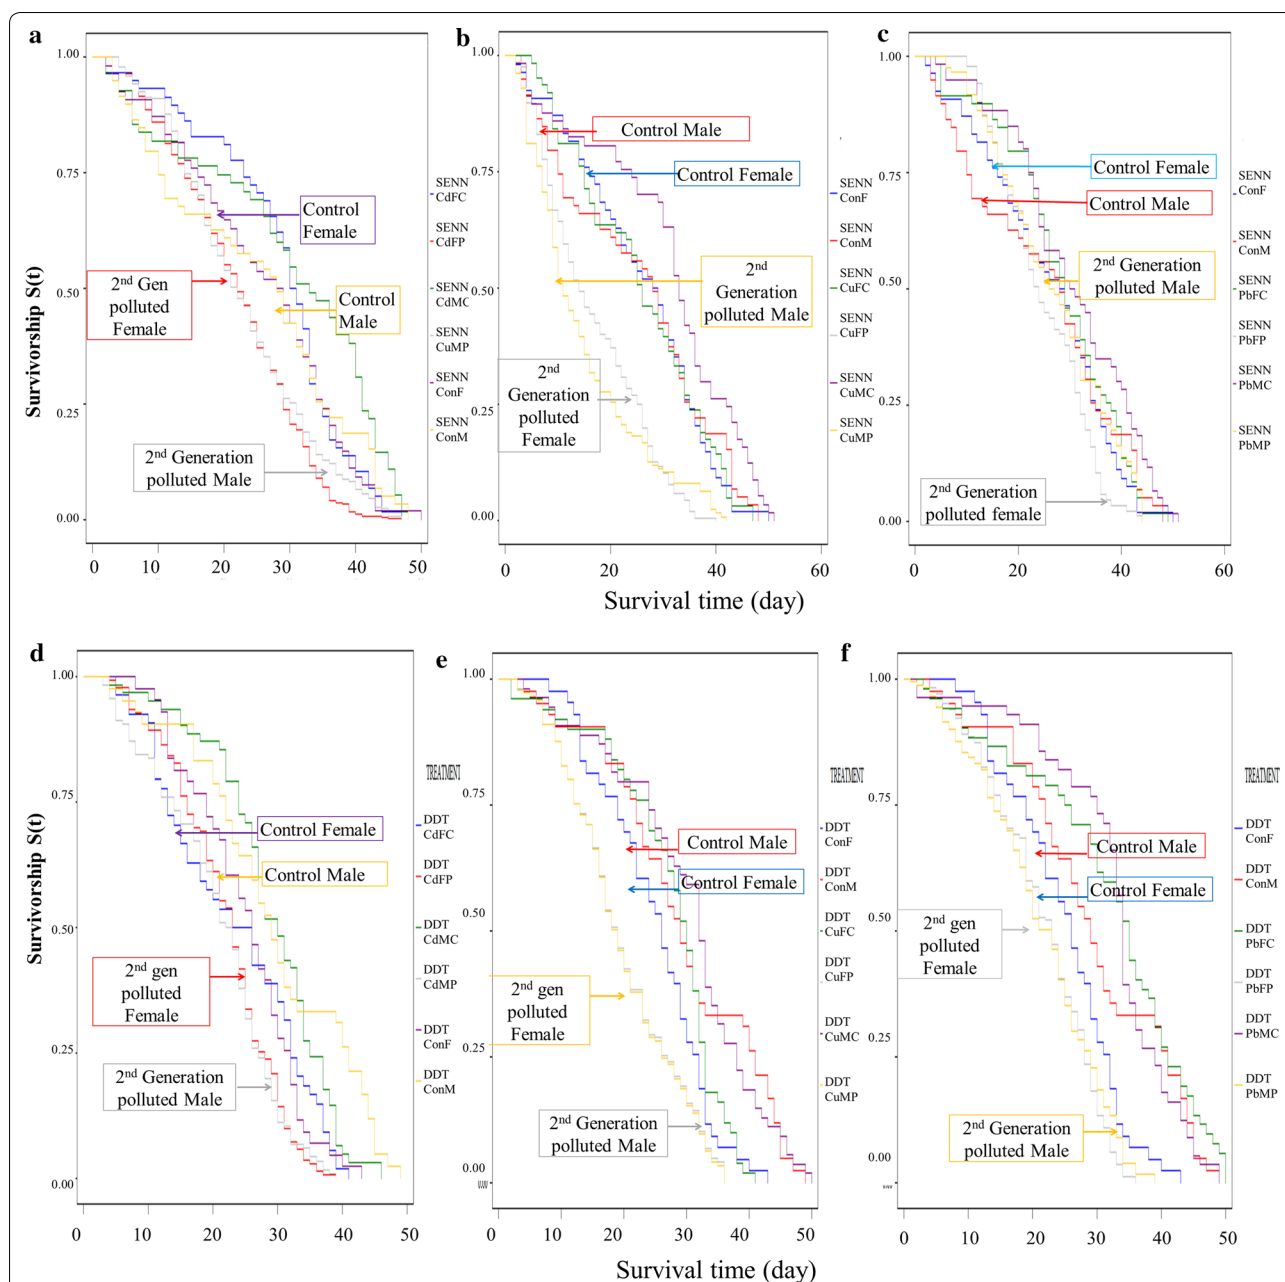 a
1.00
0.75
0.50
0.25
0.00
Survivorship S(t)
Control
Female
2nd Gen
polluted
Female
Control
Male
2nd Generation
polluted Male
0 10 20 30 40 50
SENN
CdFC
SENN
CdFP
SENN
CdMC
SENN
CuMP
SENN
ConF
SENN
ConM
b
1.00
0.75
0.50
0.25
0.00
Control Male
Control Female
2nd
Generation
polluted Male
2nd
Generation
polluted
Female
0 20 40 60
Survival time (day)
SENN
ConF
SENN
ConM
SENN
CuFC
SENN
CuFP
SENN
CuMC
SENN
CuMP
c
1.00
0.75
0.50
0.25
0.00
Control Female
Control Male
2nd Generation
polluted Male
2nd Generation
polluted female
0 20 40 60
SENN
ConF
SENN
ConM
SENN
PbFC
SENN
PbFP
SENN
PbMC
SENN
PbMP
d
1.00
0.75
0.50
0.25
0.00
Survivorship S(t)
Control Female
Control Male
2nd gen
polluted
Female
2nd Generation
polluted Male
0 10 20 30 40 50
TREATMENT
DDT
CdFC
DDT
CdFP
DDT
CdMC
DDT
CdMP
DDT
ConF
DDT
ConM
e
1.00
0.75
0.50
0.25
0.00
Control Male
Control Female
2nd gen
polluted
Female
2nd Generation
polluted Male
0 10 20 30 40 50
Survival time (day)
TREATMENT
DDT
ConF
DDT
ConM
DDT
CuFC
DDT
CuFP
DDT
CuMC
DDT
CuMP
f
1.00
0.75
0.50
0.25
0.00
Control Male
Control Female
2nd gen
polluted
Female
2nd Generation
polluted Male
0 10 20 30 40 50
TREATMENT
DDT
ConF
DDT
ConM
DDT
PbFC
DDT
PbFP
DDT
PbMC
DDT
PbMP